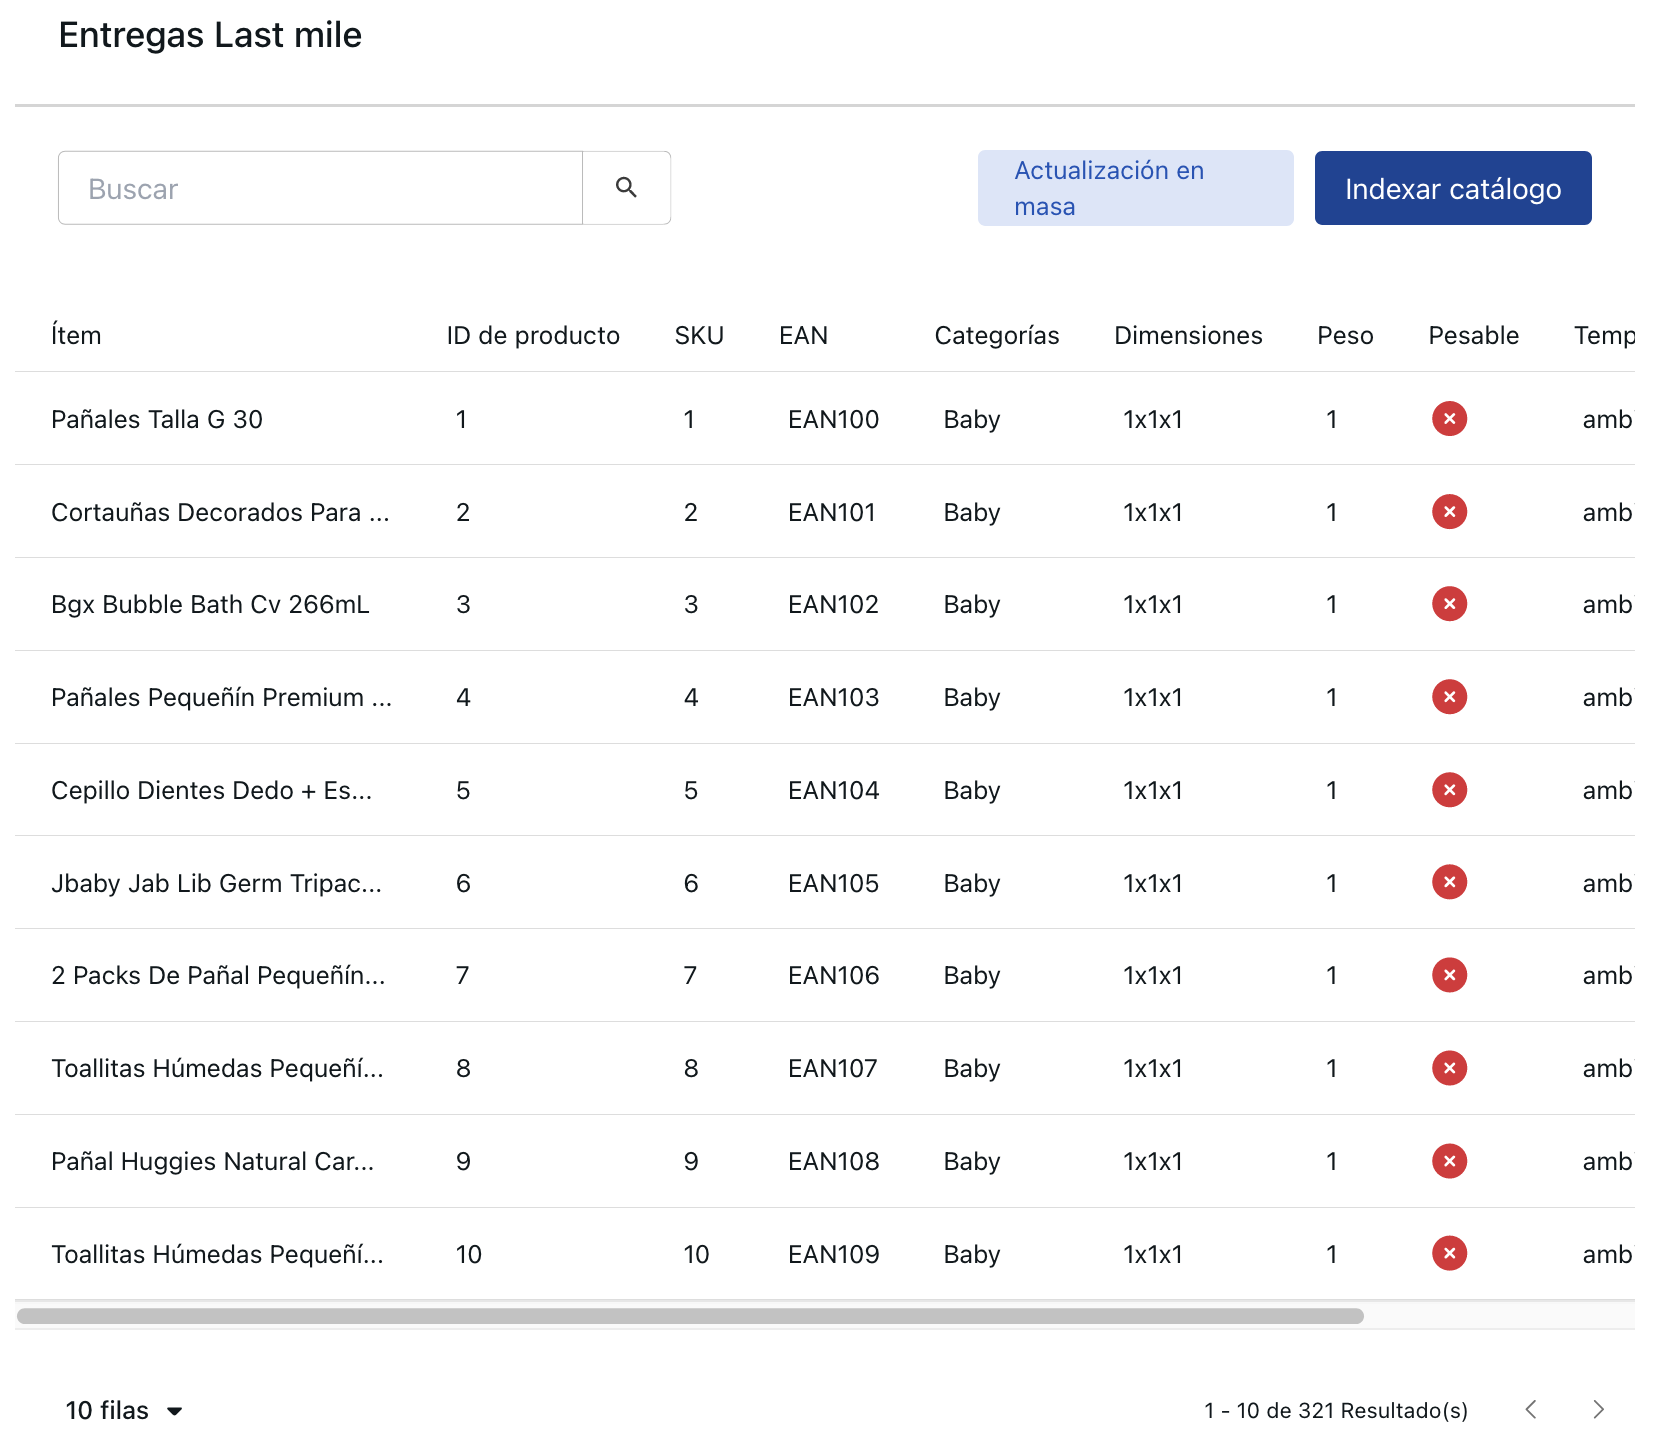 Entregas Last mile
Buscar
Actualización en
masa
Indexar catálogo
Ítem ID de producto SKU EAN Categorías Dimensiones Peso Pesable Temp
Pañales Talla G 30 1 1 EAN100 Baby 1x1x1 1 amb
Cortauñas Decorados Para ... 2 2 EAN101 Baby 1x1x1 1 amb
Bgx Bubble Bath Cv 266mL 3 3 EAN102 Baby 1x1x1 1 amb
Pañales Pequeñín Premium ... 4 4 EAN103 Baby 1x1x1 1 amb
Cepillo Dientes Dedo + Es... 5 5 EAN104 Baby 1x1x1 1 amb
Jbaby Jab Lib Germ Tripac... 6 6 EAN105 Baby 1x1x1 1 amb
2 Packs De Pañal Pequeñín... 7 7 EAN106 Baby 1x1x1 1 amb
Toallitas Húmedas Pequeñí... 8 8 EAN107 Baby 1x1x1 1 amb
Pañal Huggies Natural Car... 9 9 EAN108 Baby 1x1x1 1 amb
Toallitas Húmedas Pequeñí... 10 10 EAN109 Baby 1x1x1 1 amb
10 filas
1 - 10 de 321 Resultado(s)